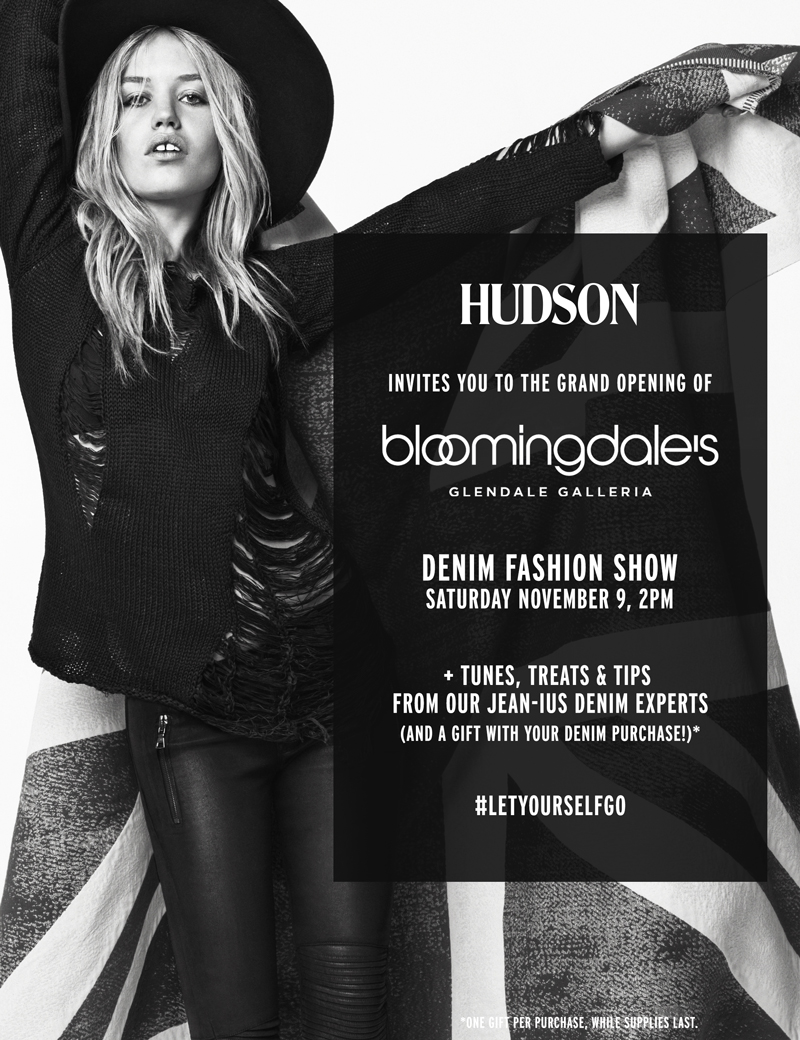 HUDSON
INVITES YOU TO THE GRAND OPENING OF
bloomingdale's
GLENDALE GALLERIA
DENIM FASHION SHOW
SATURDAY NOVEMBER 9, 2PM
+ TUNES, TREATS & TIPS
FROM OUR JEAN-IUS DENIM EXPERTS
(AND A GIFT WITH YOUR DENIM PURCHASE!)*
#LETYOURSELFGO
*ONE GIFT PER PURCHASE, WHILE SUPPLIES LAST.